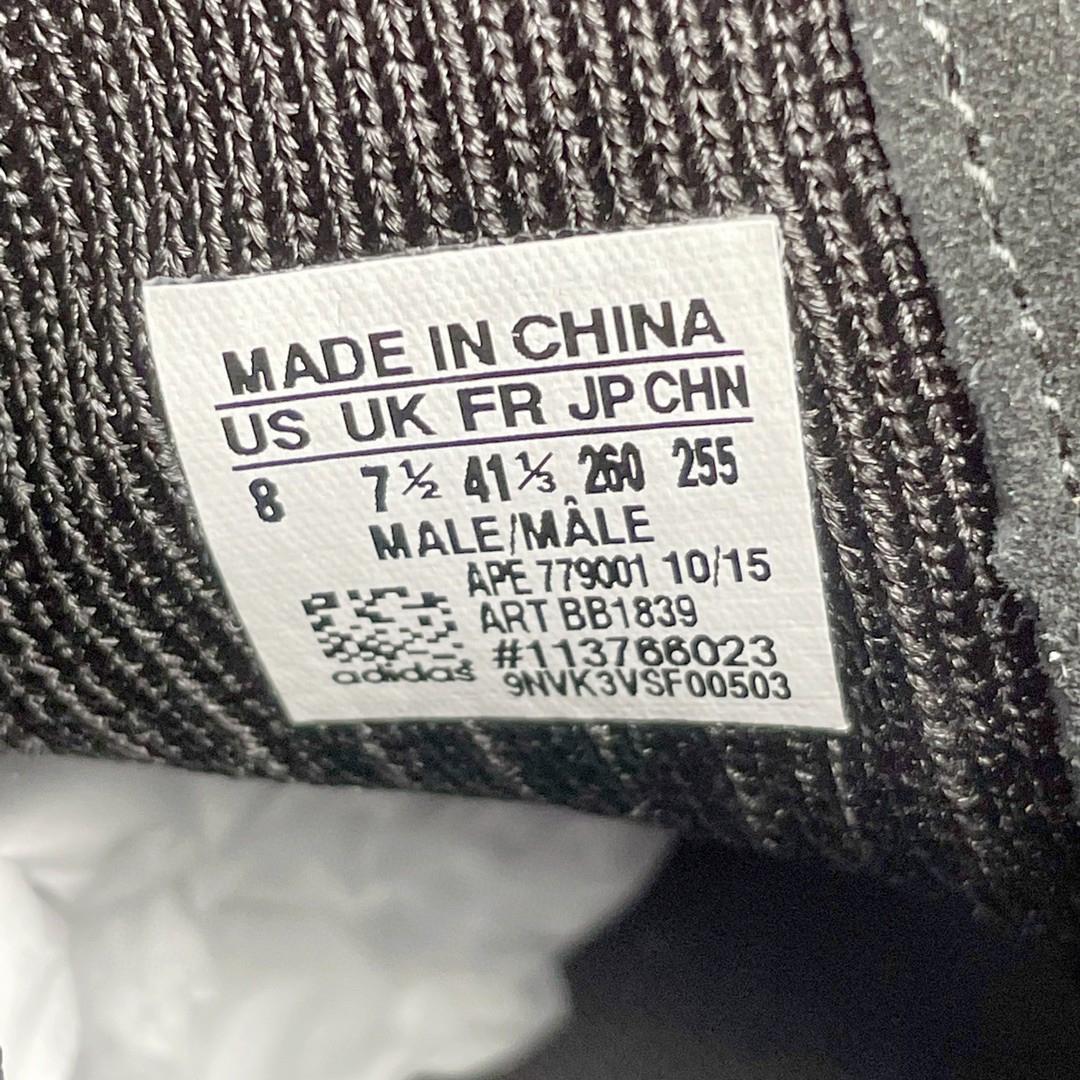 MADE IN CHINA
US UK FR JP CHN
8 7½ 41⅓ 260 255
MALE/MÂLE
APE 779001 10/15
ART BB1839
#113766023
adidas
9NVK3VSF00503